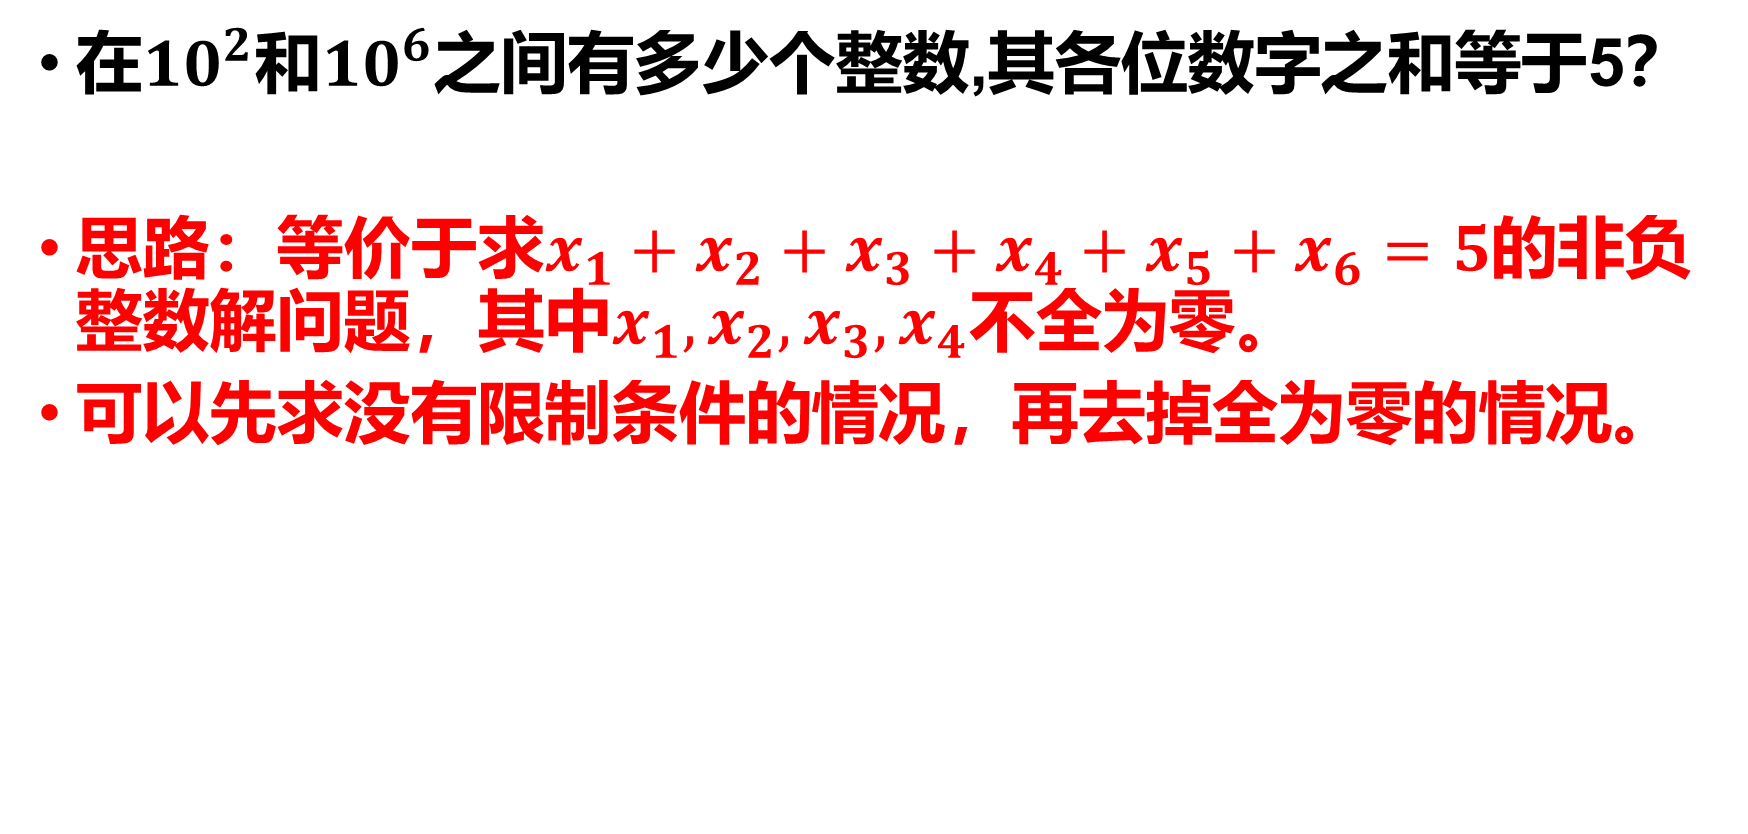 • 在10²和10⁶之间有多少个整数,其各位数字之和等于5?
• 思路：等价于求x₁ + x₂ + x₃ + x₄ + x₅ + x₆ = 5的非负
整数解问题，其中x₁, x₂, x₃, x₄不全为零。
• 可以先求没有限制条件的情况，再去掉全为零的情况。